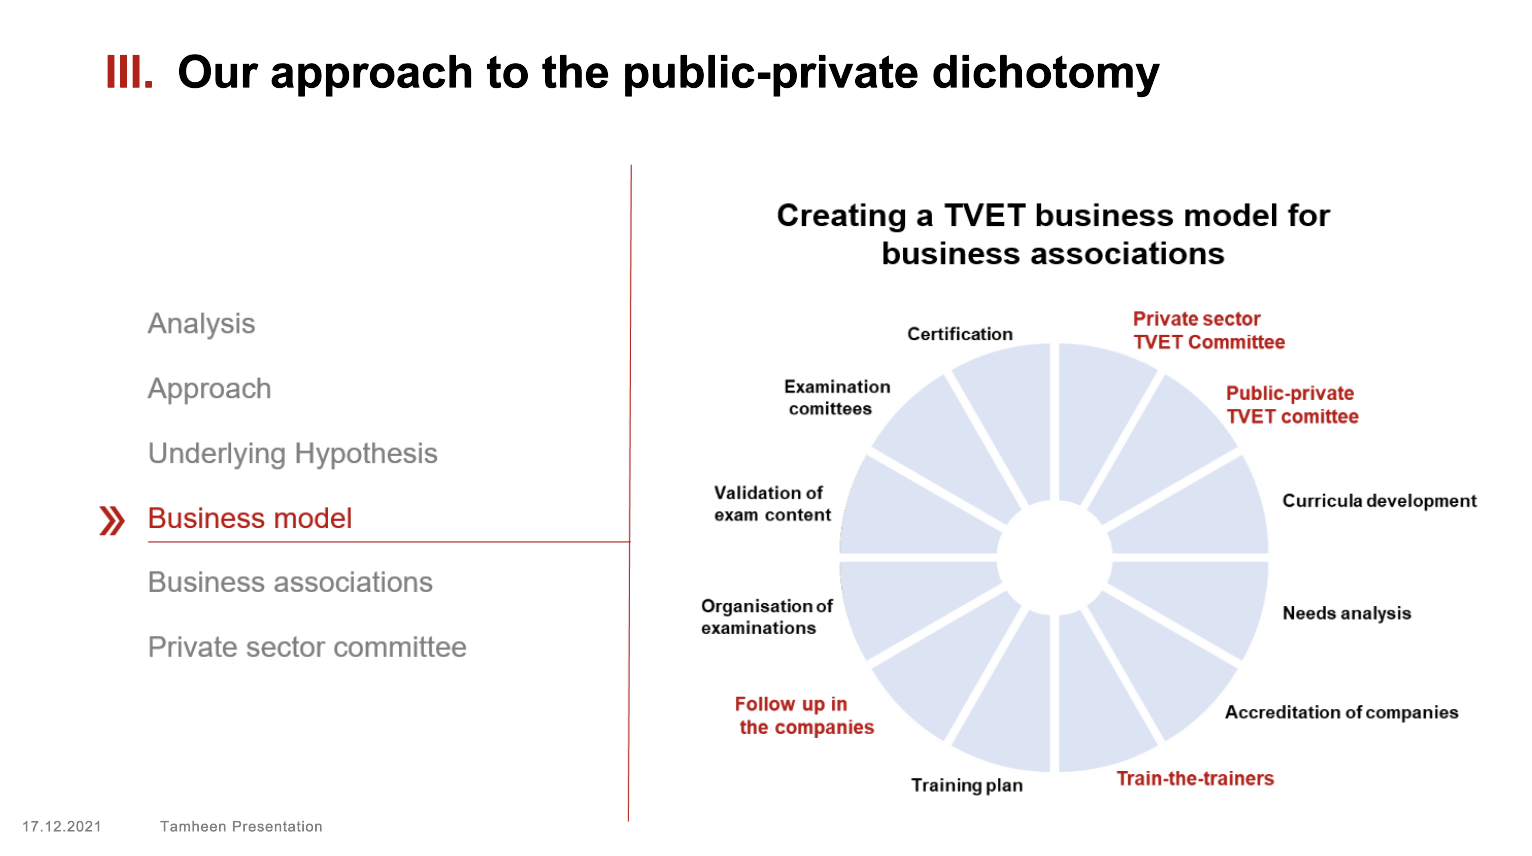 III. Our approach to the public-private dichotomy
Analysis
Approach
Underlying Hypothesis
Business model
Business associations
Private sector committee
Creating a TVET business model for
business associations
Private sector
TVET Committee
Public-private
TVET comittee
Curricula development
Needs analysis
Accreditation of companies
Train-the-trainers
Training plan
Follow up in
the companies
Organisation of
examinations
Validation of
exam content
Examination
comittees
Certification
17.12.2021
Tamheen Presentation